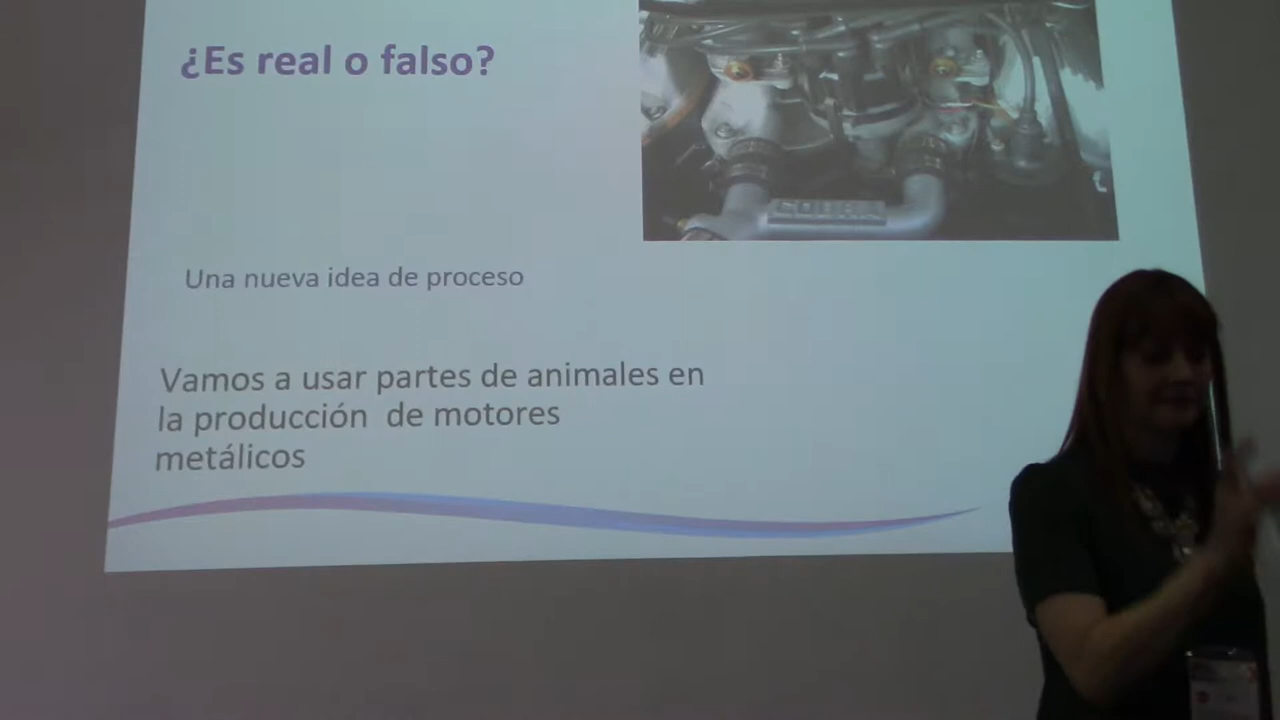 ¿Es real o falso?
Una nueva idea de proceso
Vamos a usar partes de animales en
la producción de motores
metálicos